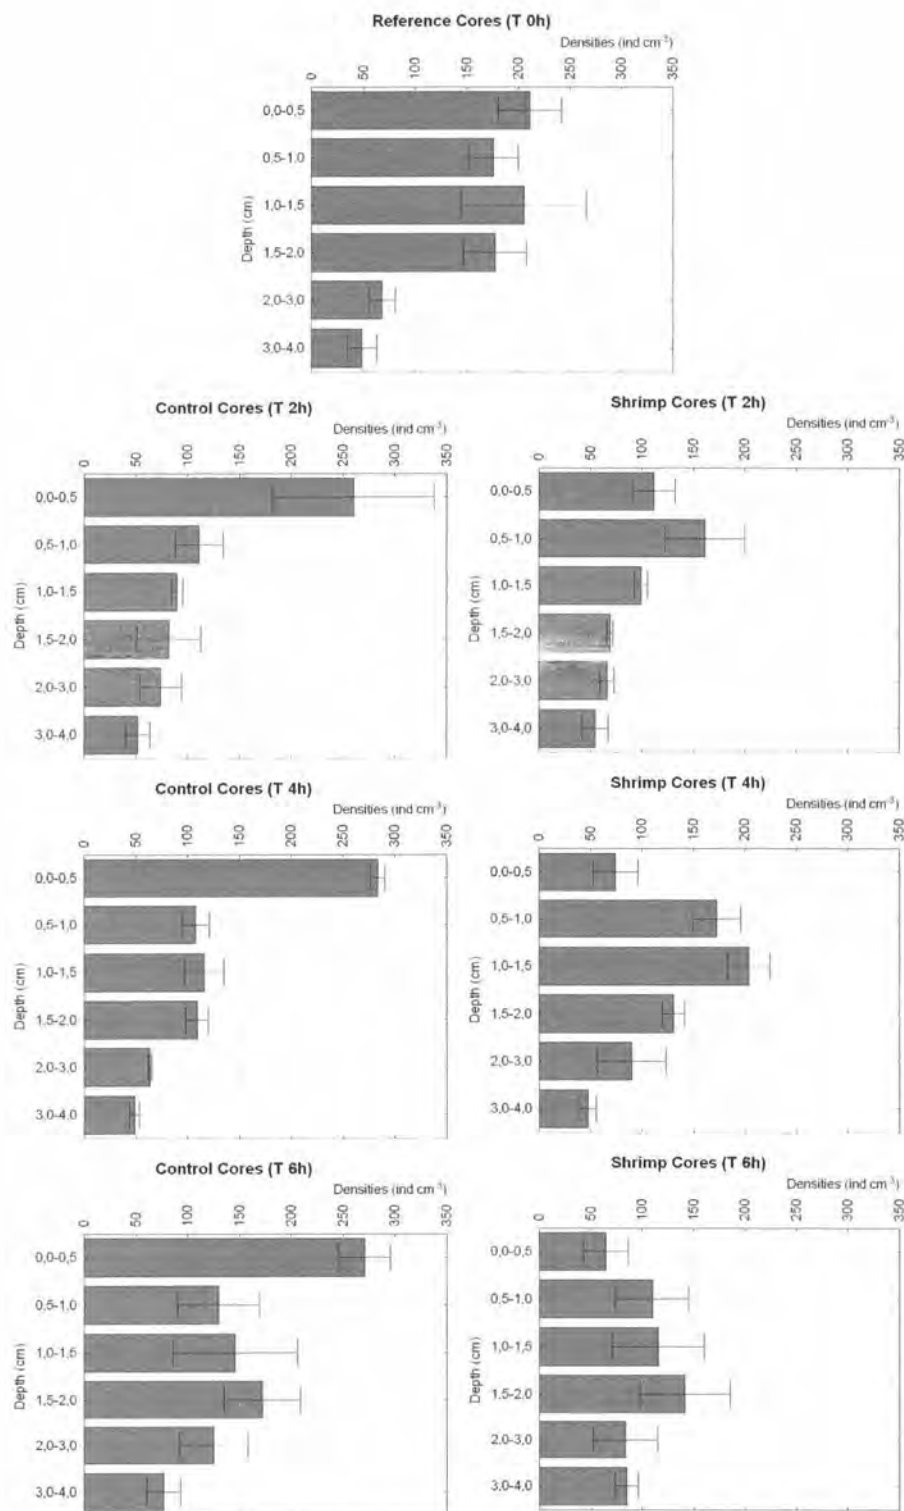 Reference Cores (T 0h)
Densities (ind cm⁻³)
0 50 100 150 200 250 300 350
Depth (cm)
0,0-0,5
0,5-1,0
1,0-1,5
1,5-2,0
2,0-3,0
3,0-4,0
Control Cores (T 2h)
Densities (ind cm⁻³)
0 50 100 150 200 250 300 350
Depth (cm)
0,0-0,5
0,5-1,0
1,0-1,5
1,5-2,0
2,0-3,0
3,0-4,0
Shrimp Cores (T 2h)
Densities (ind cm⁻³)
0 50 100 150 200 250 300 350
Depth (cm)
0,0-0,5
0,5-1,0
1,0-1,5
1,5-2,0
2,0-3,0
3,0-4,0
Control Cores (T 4h)
Densities (ind cm⁻³)
0 50 100 150 200 250 300 350
Depth (cm)
0,0-0,5
0,5-1,0
1,0-1,5
1,5-2,0
2,0-3,0
3,0-4,0
Shrimp Cores (T 4h)
Densities (ind cm⁻³)
0 50 100 150 200 250 300 350
Depth (cm)
0,0-0,5
0,5-1,0
1,0-1,5
1,5-2,0
2,0-3,0
3,0-4,0
Control Cores (T 6h)
Densities (ind cm⁻³)
0 50 100 150 200 250 300 350
Depth (cm)
0,0-0,5
0,5-1,0
1,0-1,5
1,5-2,0
2,0-3,0
3,0-4,0
Shrimp Cores (T 6h)
Densities (ind cm⁻³)
0 50 100 150 200 250 300 350
Depth (cm)
0,0-0,5
0,5-1,0
1,0-1,5
1,5-2,0
2,0-3,0
3,0-4,0